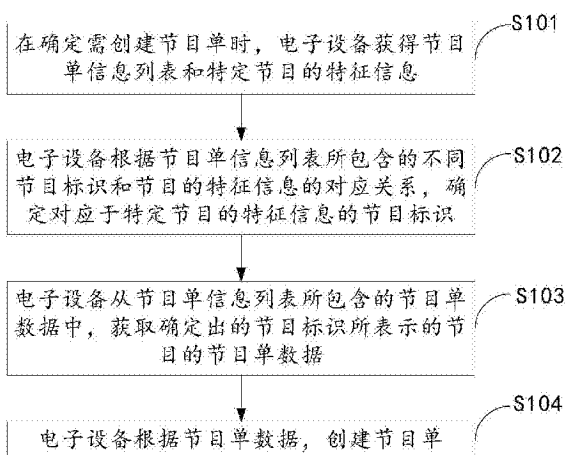 S101
在确定需创建节目单时，电子设备获得节目
单信息列表和特定节目的特征信息
S102
电子设备根据节目单信息列表所包含的不同
节目标识和节目的特征信息的对应关系，确
定对应于特定节目的特征信息的节目标识
S103
电子设备从节目单信息列表所包含的节目单
数据中，获取确定出的节目标识所表示的节
目的节目单数据
S104
电子设备根据节目单数据，创建节目单